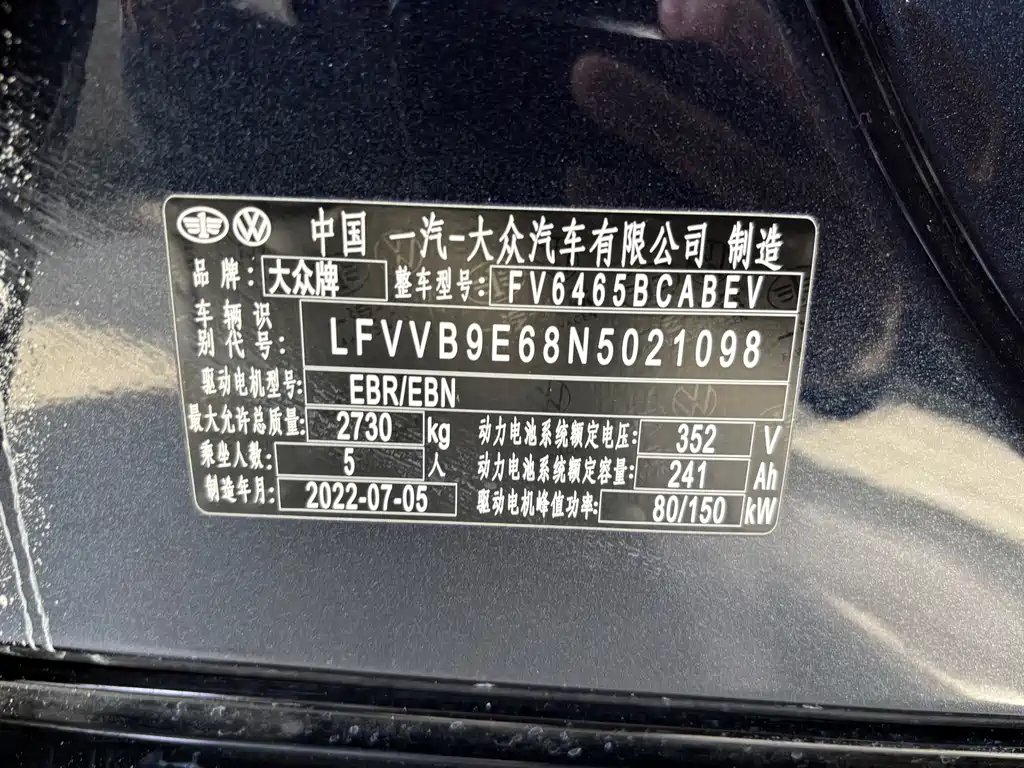 中国 一汽-大众汽车有限公司 制造
品牌: 大众牌 整车型号: FV6465BCABEV
车辆识
别代号: LFVVB9E68N5021098
驱动电机型号: EBR/EBN
最大允许总质量: 2730 kg 动力电池系统额定电压: 352 V
乘坐人数: 5 人 动力电池系统额定容量: 241 Ah
制造年月: 2022-07-05 驱动电机峰值功率: 80/150 kW